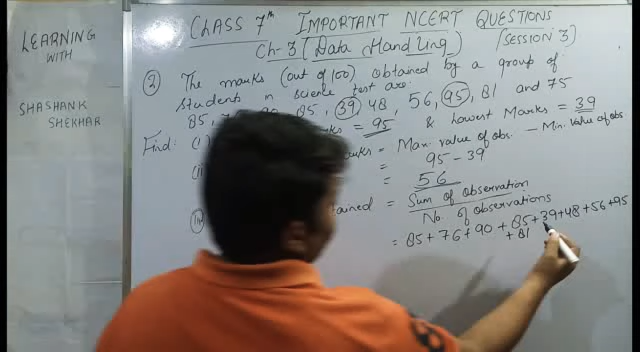 LEARNING
WITH
SHASHANK
SHEKHAR
CLASS 7th IMPORTANT NCERT QUESTIONS
Ch-3 (Data Handling) (SESSION 3)
② The marks (out of 100) obtained by a group of
students in science test are:
85, 90, 85, 39, 48, 56, 95, 81 and 75
Find: (i) = 95 & Lowest Marks = 39
(ii) Marks = Max. value of obs. - Min. value of obs.
= 95 - 39
= 56
= Sum of observation
No. of observations
= 85+76+90+85+39+48+56+95
+81